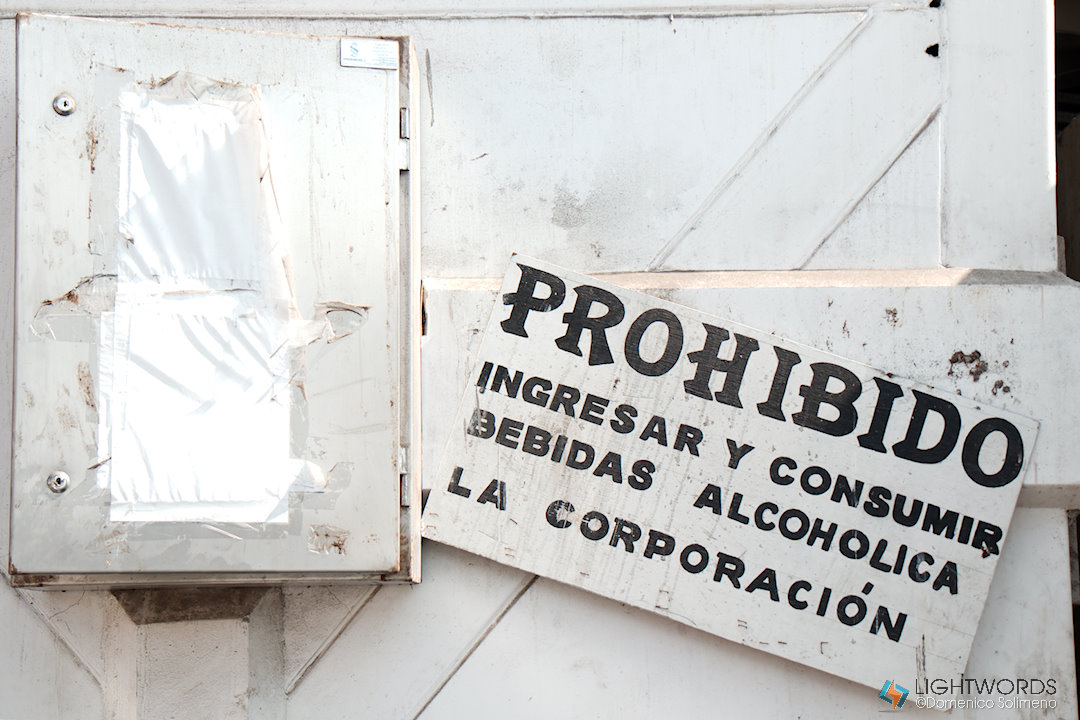 PROHIBIDO
INGRESAR Y CONSUMIR
BEBIDAS ALCOHOLICA
LA CORPORACIÓN
LIGHTWORDS
©Domenico Solimeno